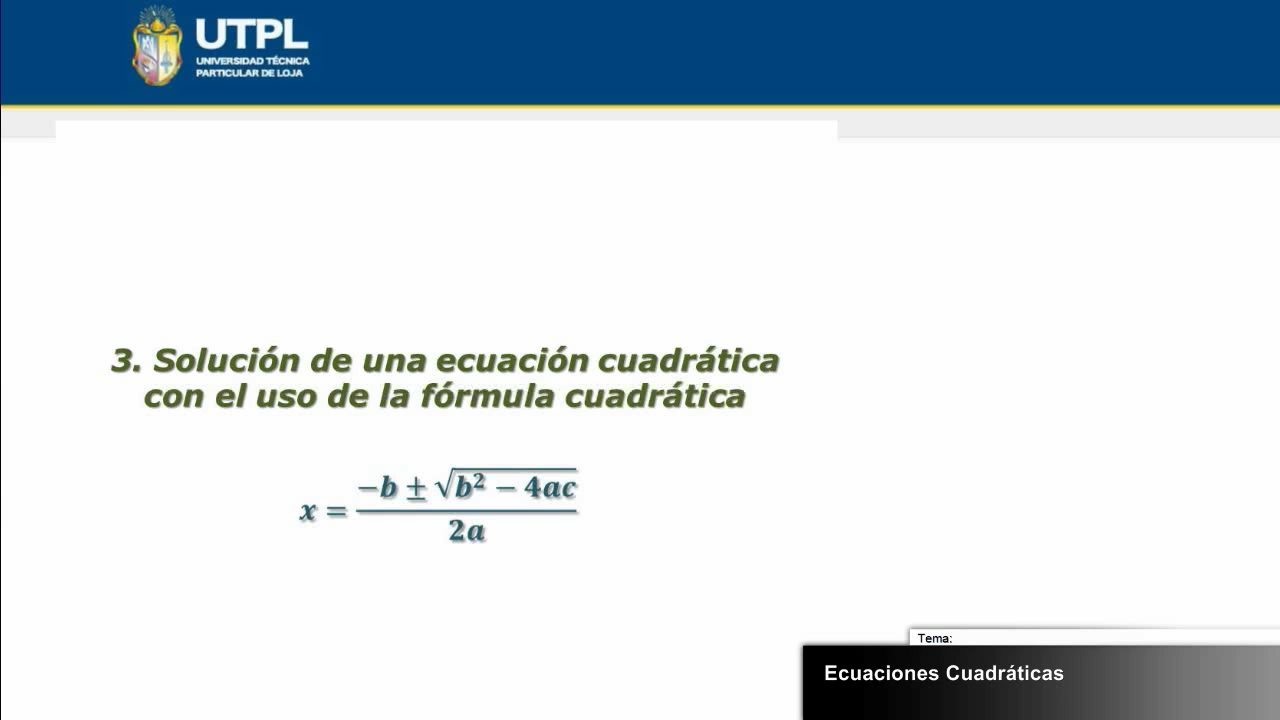 UTPL
UNIVERSIDAD TÉCNICA
PARTICULAR DE LOJA
3. Solución de una ecuación cuadrática
con el uso de la fórmula cuadrática
x = (−b ± √(b² − 4ac)) / 2a
Tema:
Ecuaciones Cuadráticas